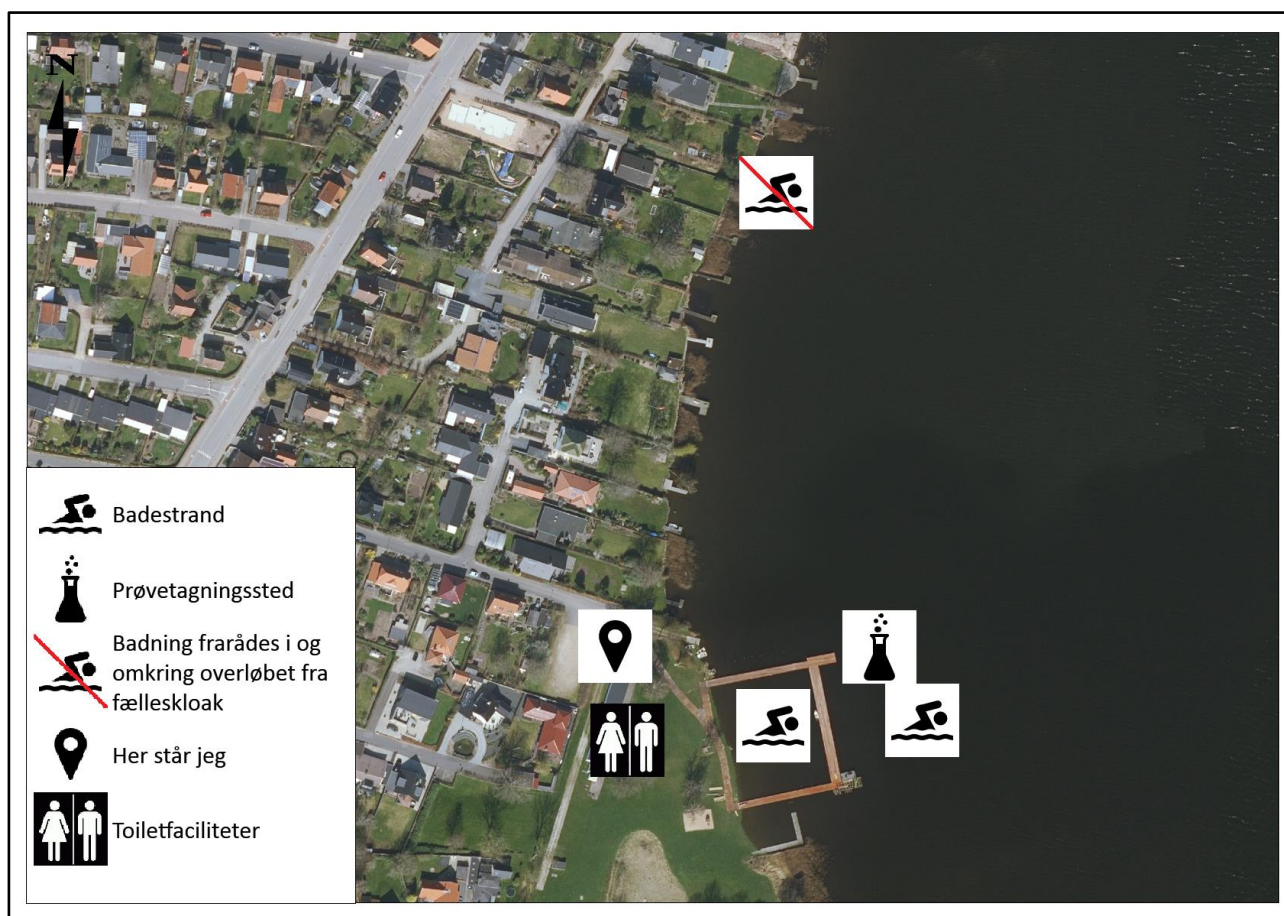 N
Badestrand
Prøvetagningssted
Badning frarådes i og
omkring overløbet fra
fælleskloak
Her står jeg
Toiletfaciliteter